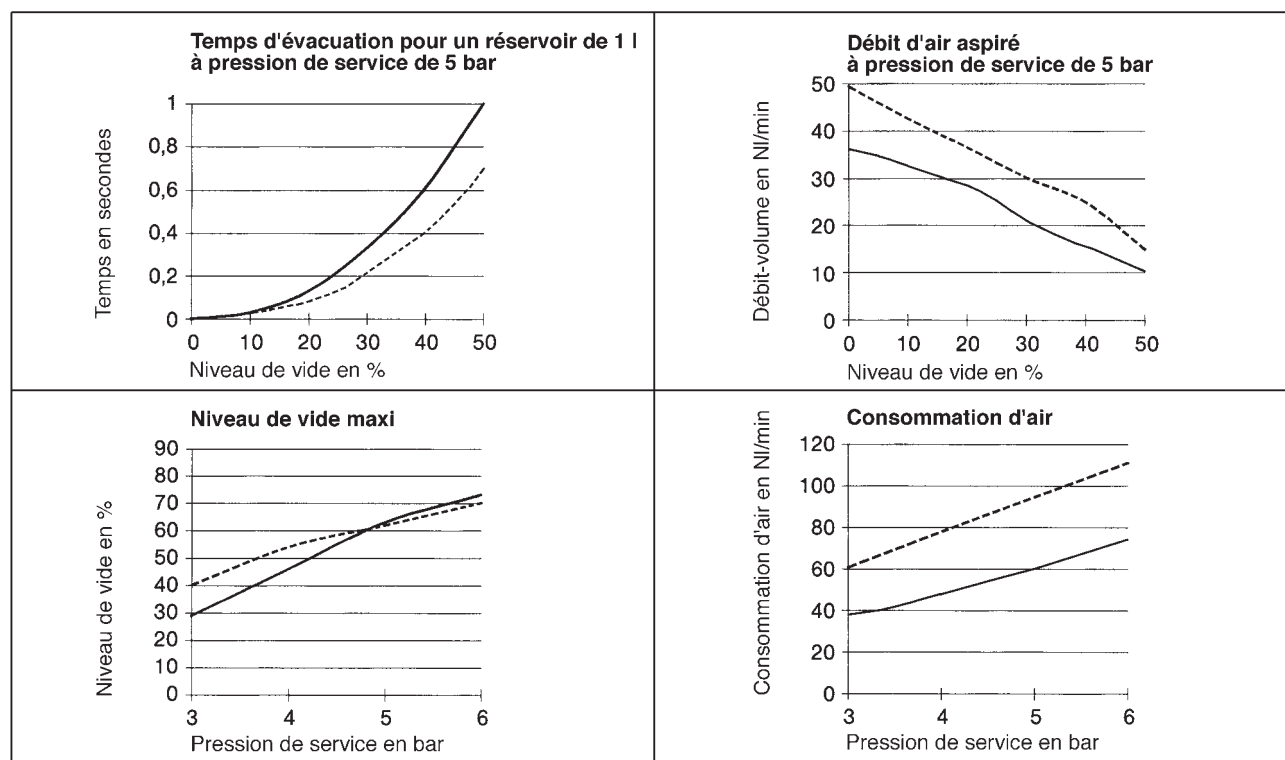 Temps d'évacuation pour un réservoir de 1 l
à pression de service de 5 bar
Temps en secondes
1
0,8
0,6
0,4
0,2
0
0 10 20 30 40 50
Niveau de vide en %
Débit d'air aspiré
à pression de service de 5 bar
Débit-volume en Nl/min
50
40
30
20
10
0
0 10 20 30 40 50
Niveau de vide en %
Niveau de vide maxi
Niveau de vide en %
90
80
70
60
50
40
30
20
10
0
3 4 5 6
Pression de service en bar
Consommation d'air
Consommation d'air en Nl/min
120
100
80
60
40
20
0
3 4 5 6
Pression de service en bar